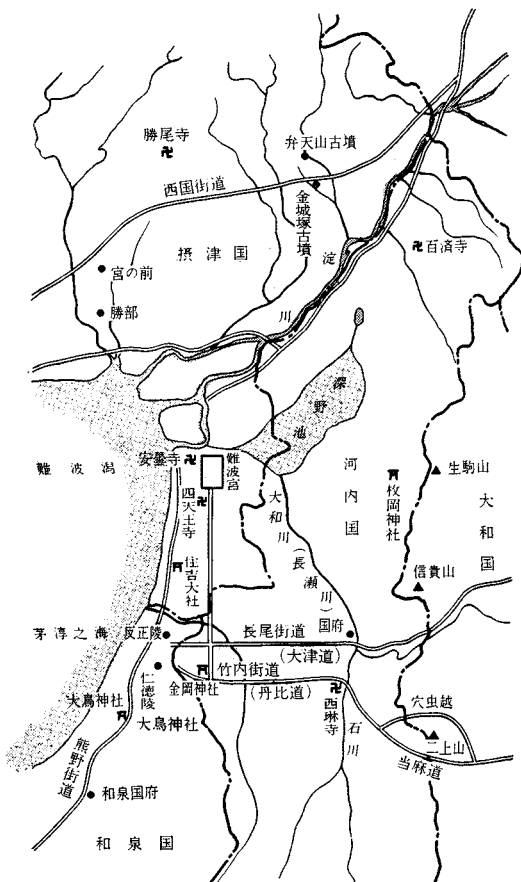 勝尾寺
弁天山古墳
西国街道
金城塚古墳
摂津国
淀
川
百済寺
宮の前
勝部
深野池
難波潟
安曇寺
難波宮
四天王寺
河内国
枚岡神社
生駒山
大和国
大和川(長瀬川)
住吉大社
信貴山
国府
茅渟之海
反正陵
長尾街道
(大津道)
竹内街道
(丹比道)
仁徳陵
金岡神社
大鳥神社
大鳥神社
西琳寺
石川
穴虫越
二上山
当麻道
熊野街道
和泉国府
和泉国